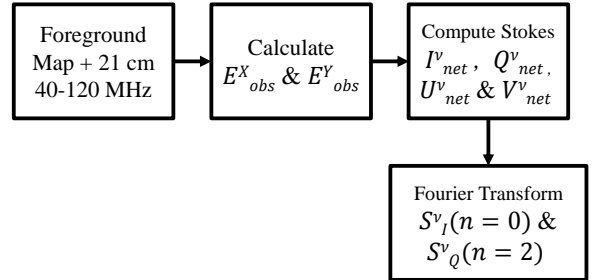 Foreground
Map + 21 cm
40-120 MHz
Calculate
E^X_obs & E^Y_obs
Compute Stokes
I^ν_net , Q^ν_net ,
U^ν_net & V^ν_net
Fourier Transform
S^ν_I(n = 0) &
S^ν_Q(n = 2)